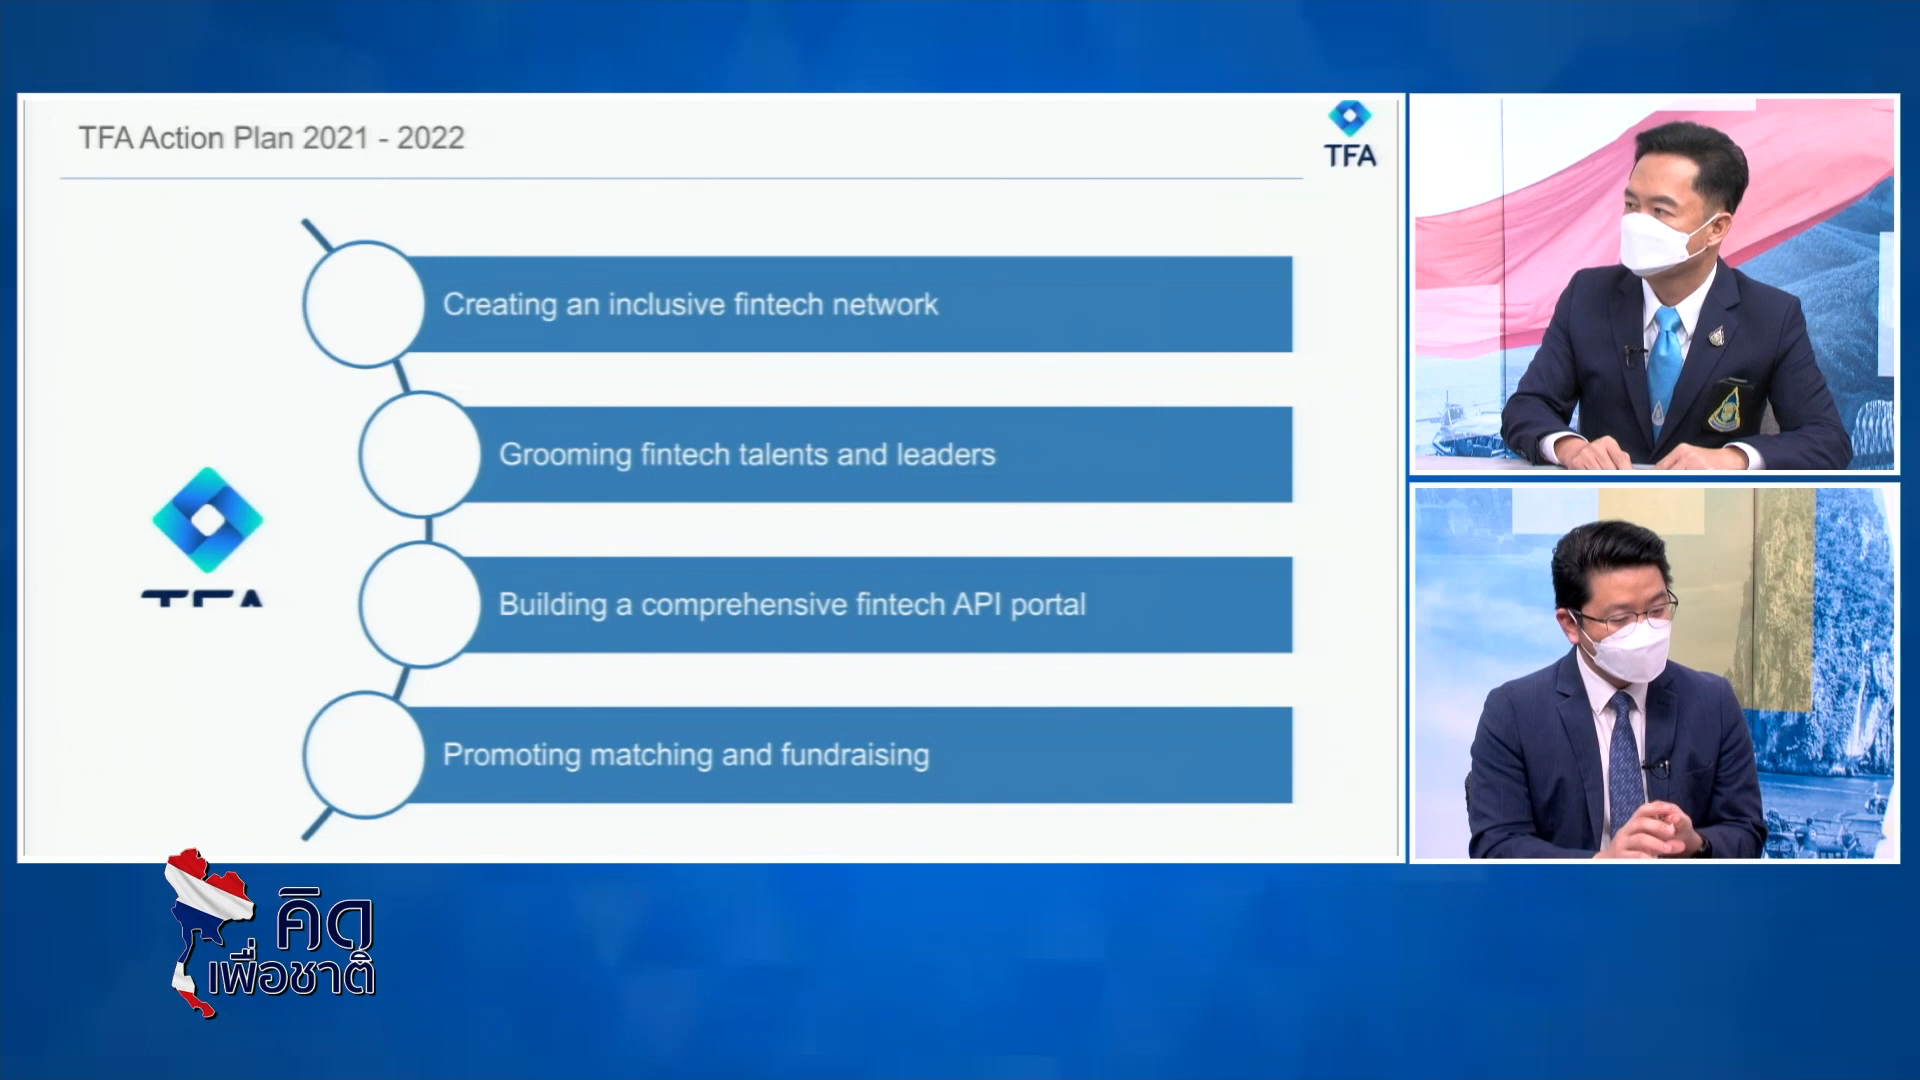 TFA Action Plan 2021 - 2022
TFA
Creating an inclusive fintech network
Grooming fintech talents and leaders
Building a comprehensive fintech API portal
Promoting matching and fundraising
TFA
คิด
เพื่อชาติ